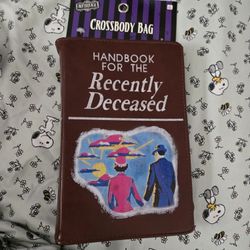 CROSSBODY BAG
HANDBOOK
FOR THE
Recently
Deceased